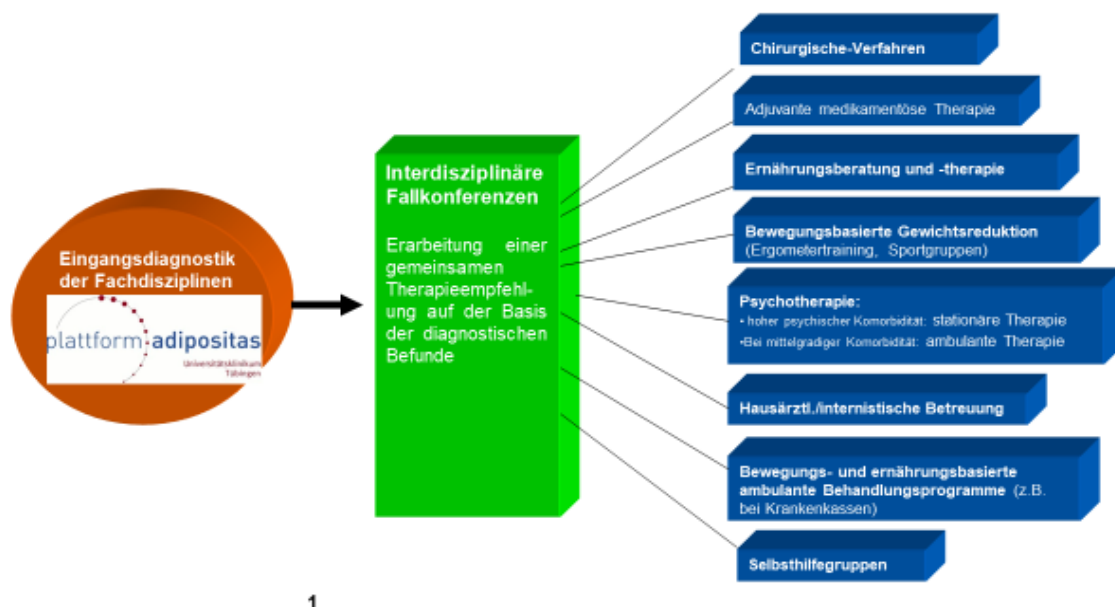 Eingangsdiagnostik
der Fachdisziplinen
plattform adipositas
Universitätsklinikum
Tübingen
Interdisziplinäre
Fallkonferenzen
Erarbeitung einer
gemeinsamen
Therapieempfehl-
ung auf der Basis
der diagnostischen
Befunde
Chirurgische-Verfahren
Adjuvante medikamentöse Therapie
Ernährungsberatung und -therapie
Bewegungsbasierte Gewichtsreduktion
(Ergometertraining, Sportgruppen)
Psychotherapie:
• hoher psychischer Komorbidität: stationäre Therapie
•Bei mittelgradiger Komorbidität: ambulante Therapie
Hausärztl./internistische Betreuung
Bewegungs- und ernährungsbasierte
ambulante Behandlungsprogramme (z.B.
bei Krankenkassen)
Selbsthilfegruppen
1